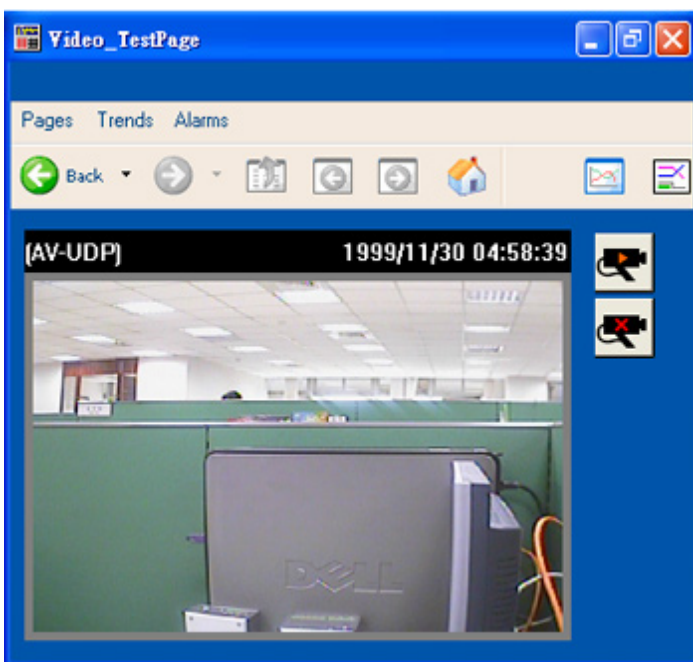 Video_TestPage
Pages Trends Alarms
Back
(AV-UDP) 1999/11/30 04:58:39
DELL